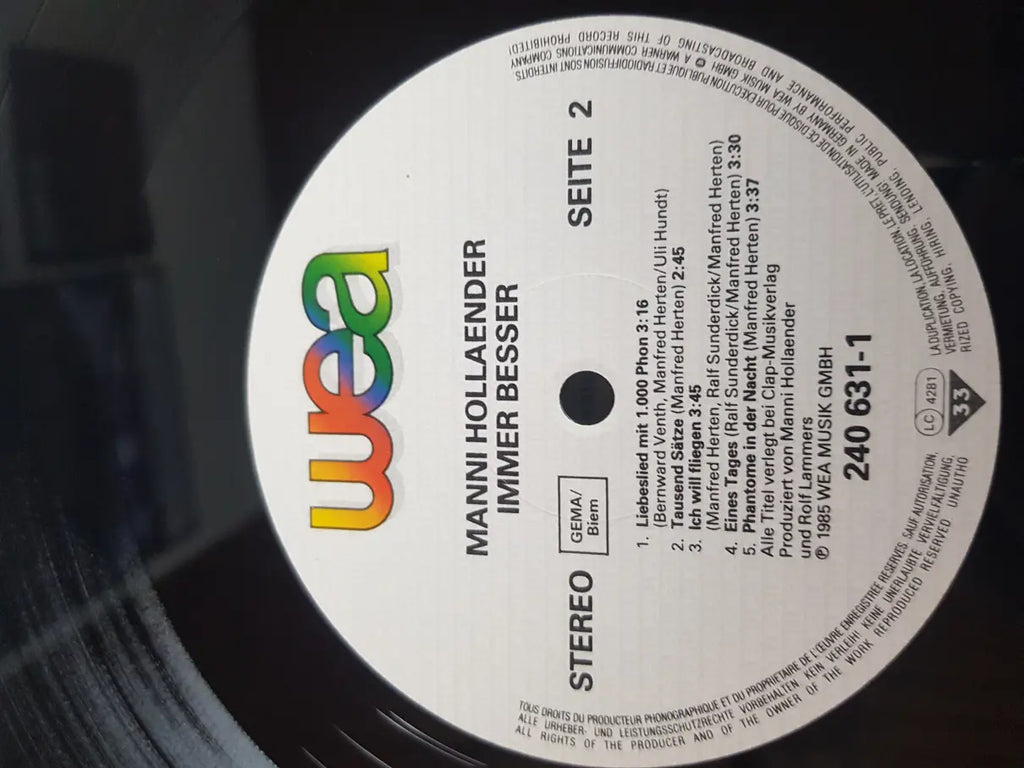 wea
MANNI HOLLAENDER
IMMER BESSER
STEREO
GEMA/
Biem
SEITE 2
1. Liebeslied mit 1.000 Phon 3:16
(Bernward Venth, Manfred Herten/Uli Hundt)
2. Tausend Sätze (Manfred Herten) 2:45
3. Ich will fliegen 3:45
(Manfred Herten, Ralf Sunderdick/Manfred Herten)
4. Eines Tages (Ralf Sunderdick/Manfred Herten) 3:30
5. Phantome in der Nacht (Manfred Herten) 3:37
Alle Titel verlegt bei Clap-Musikverlag
Produziert von Manni Hollaender
und Rolf Lammers
℗ 1985 WEA MUSIK GMBH
240 631-1
LC 4281
33
TOUS DROITS DU PRODUCTEUR PHONOGRAPHIQUE ET DU PROPRIETAIRE DE L'ŒUVRE ENREGISTREE RESERVES. SAUF AUTORISATION,
LA DUPLICATION, LA LOCATION, LE PRET, L'UTILISATION DE CE DISQUE POUR EXECUTION PUBLIQUE ET RADIODIFFUSION SONT INTERDITS
ALLE URHEBER- UND LEISTUNGSSCHUTZRECHTE VORBEHALTEN. KEIN VERLEIH! KEINE UNERLAUBTE VERVIELFÄLTIGUNG,
VERMIETUNG, AUFFÜHRUNG, SENDUNG! MADE IN GERMANY BY WEA MUSIK GMBH A WARNER COMMUNICATIONS COMPANY
ALL RIGHTS OF THE PRODUCER AND OF THE OWNER OF THE WORK REPRODUCED RESERVED UNAUTHO
RIZED COPYING, HIRING, LENDING, PUBLIC PERFORMANCE AND BROADCASTING OF THIS RECORD PROHIBITED